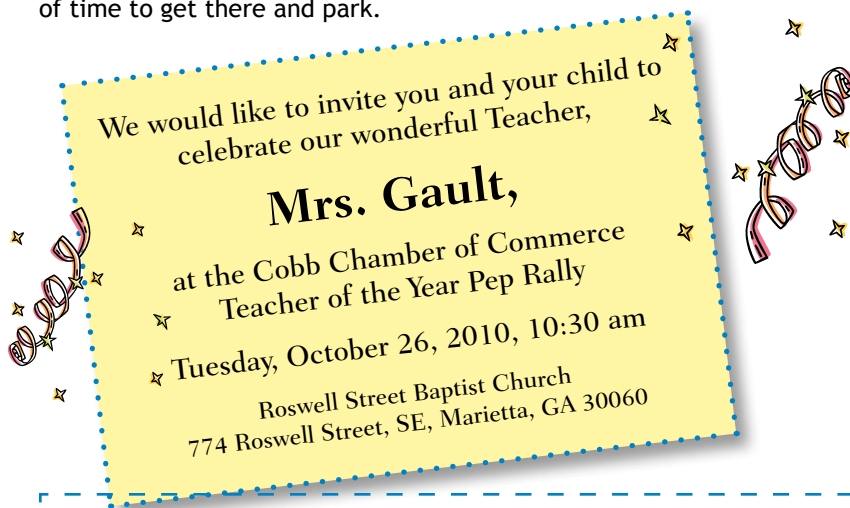 of time to get there and park.
We would like to invite you and your child to
celebrate our wonderful Teacher,
Mrs. Gault,
at the Cobb Chamber of Commerce
Teacher of the Year Pep Rally
Tuesday, October 26, 2010, 10:30 am
Roswell Street Baptist Church
774 Roswell Street, SE, Marietta, GA 30060